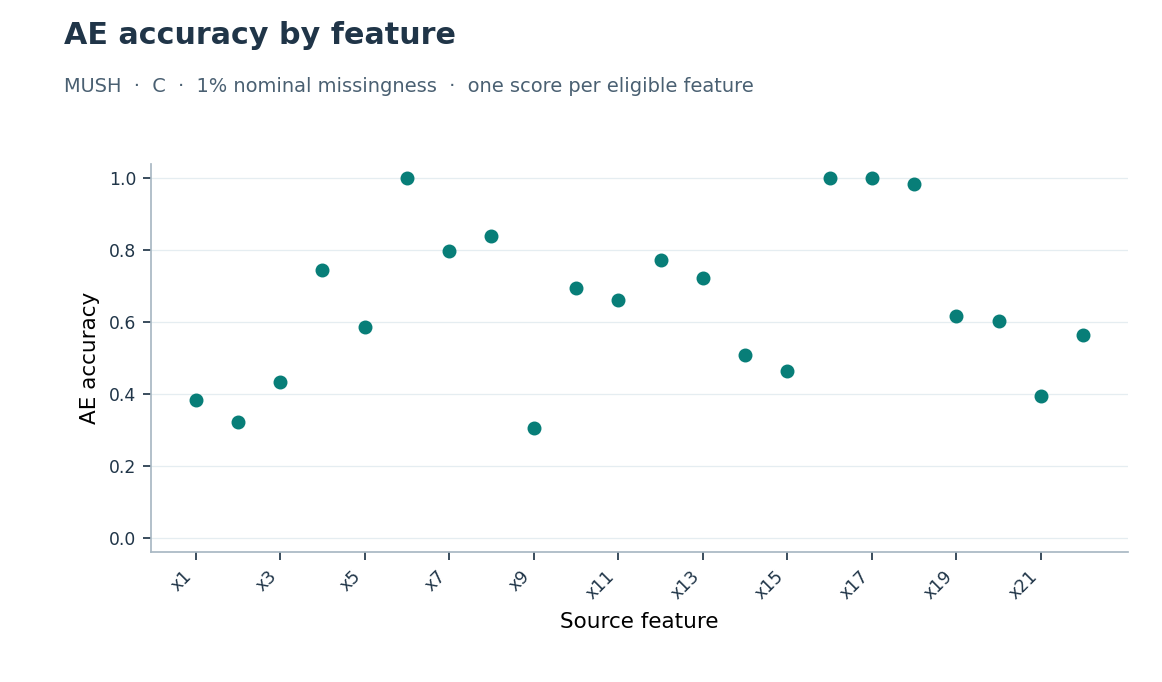 AE accuracy by feature
MUSH · C · 1% nominal missingness · one score per eligible feature
AE accuracy
1.0
0.8
0.6
0.4
0.2
0.0
x1 x3 x5 x7 x9 x11 x13 x15 x17 x19 x21
Source feature